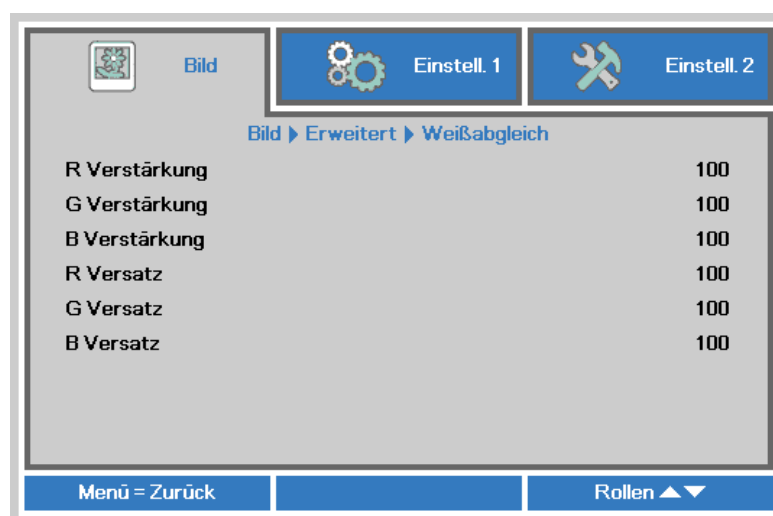 Bild
Einstell. 1
Einstell. 2
Bild ▶ Erweitert ▶ Weißabgleich
R Verstärkung 100
G Verstärkung 100
B Verstärkung 100
R Versatz 100
G Versatz 100
B Versatz 100
Menü = Zurück
Rollen ▲▼